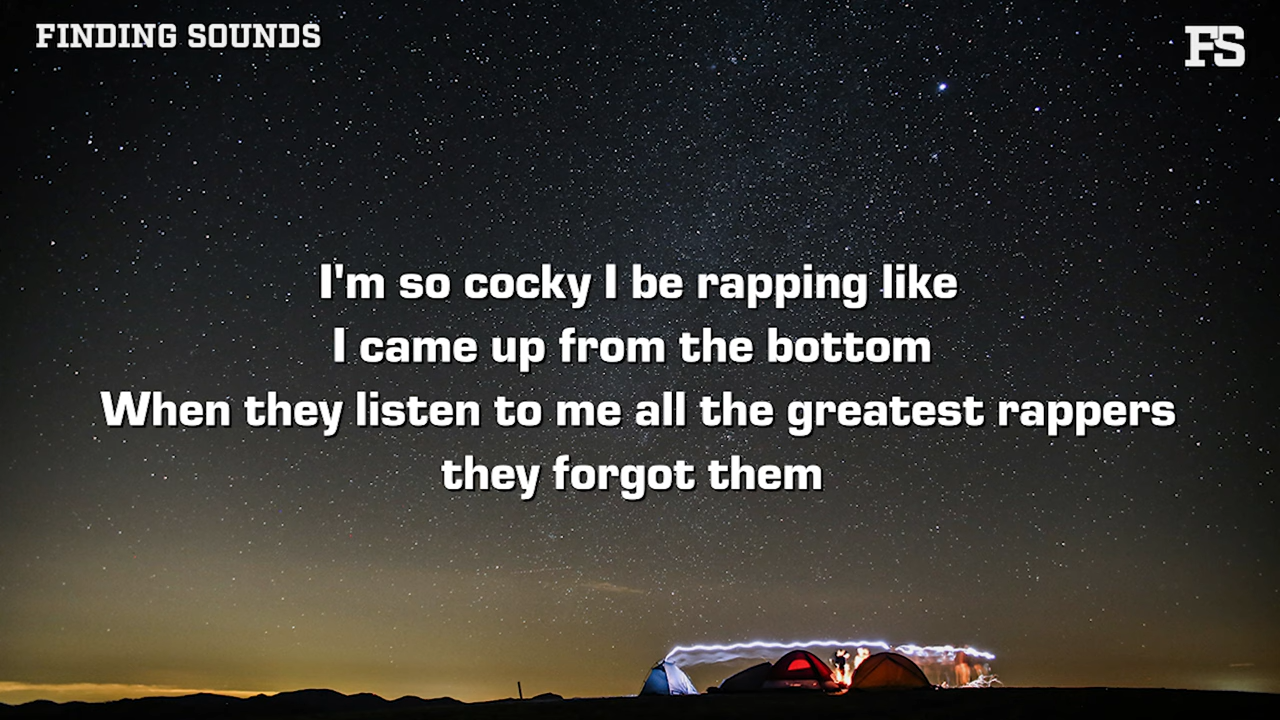 FINDING SOUNDS
FS
I'm so cocky I be rapping like
I came up from the bottom
When they listen to me all the greatest rappers
they forgot them